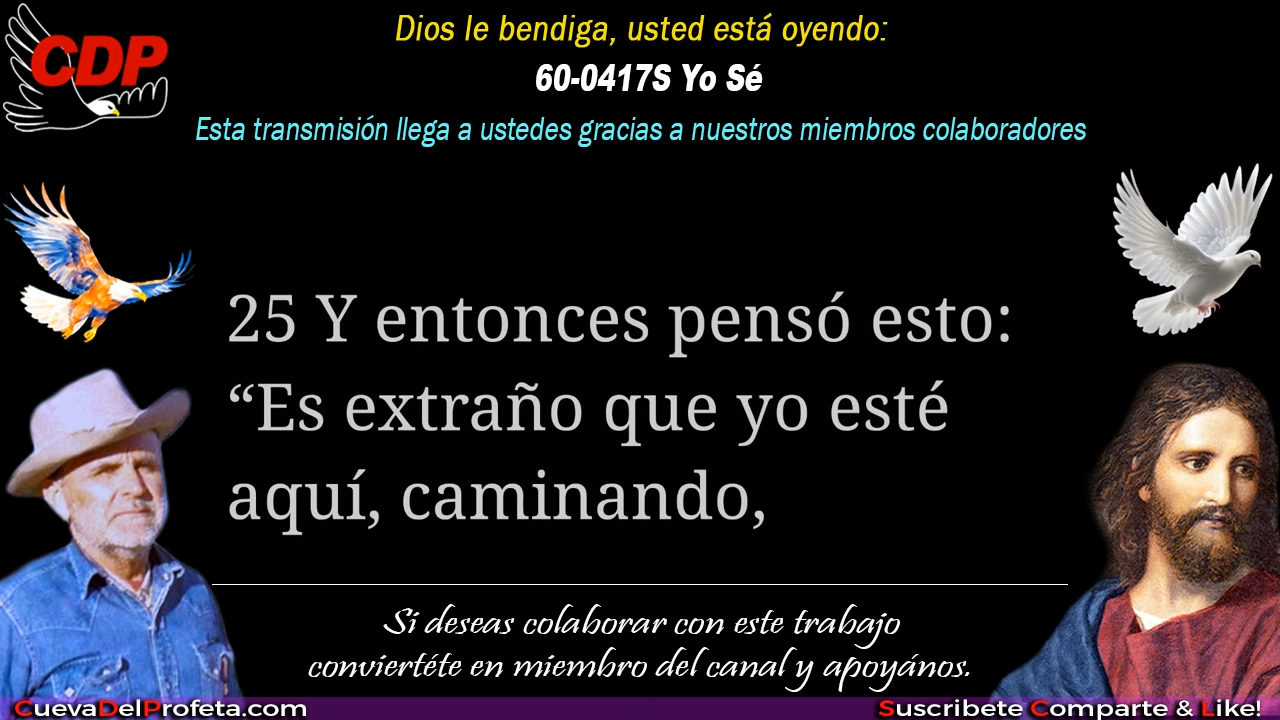 CDP
Dios le bendiga, usted está oyendo:
60-0417S Yo Sé
Esta transmisión llega a ustedes gracias a nuestros miembros colaboradores
25 Y entonces pensó esto:
“Es extraño que yo esté
aquí, caminando,
Si deseas colaborar con este trabajo
conviertéte en miembro del canal y apoyános.
CuevaDelProfeta.com
Suscribete Comparte & Like!